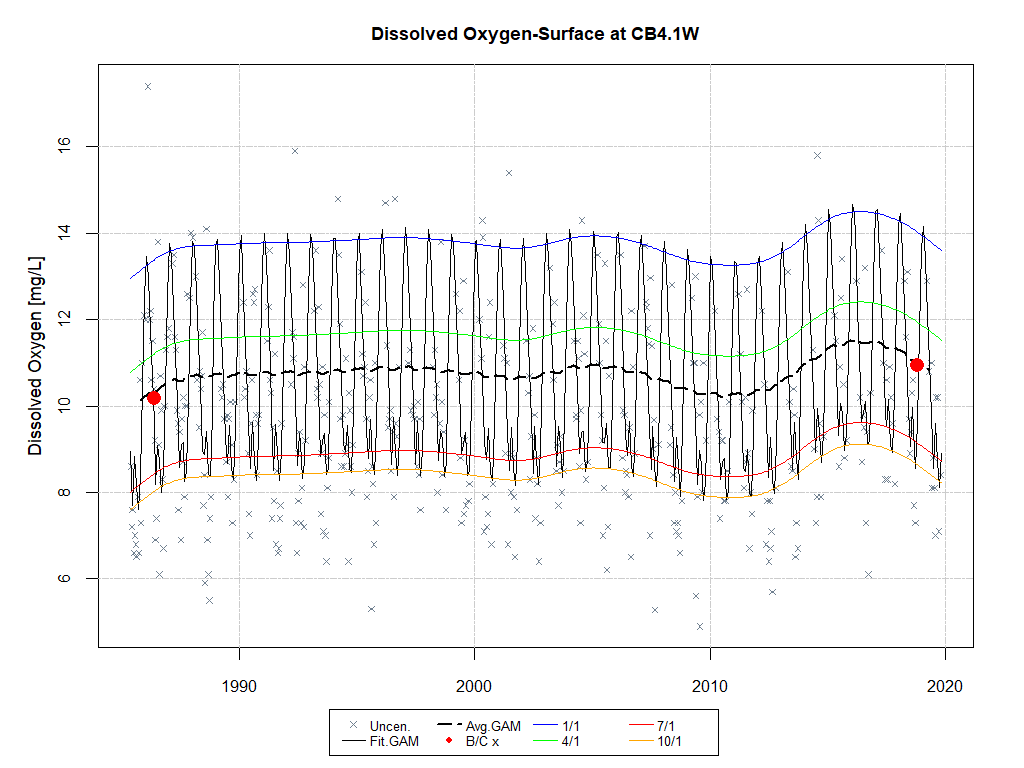 Dissolved Oxygen-Surface at CB4.1W
Dissolved Oxygen [mg/L]
16
14
12
10
8
6
1990 2000 2010 2020
Uncen. Avg.GAM 1/1 7/1
Fit.GAM B/C x 4/1 10/1